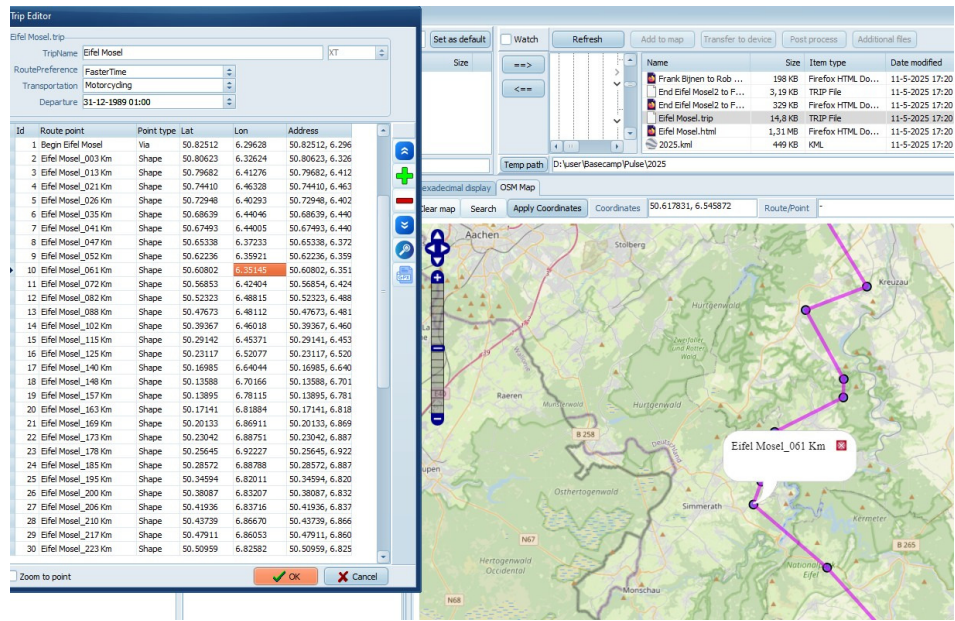 Trip Editor
Eifel Mosel.trip
TripName Eifel Mosel XT
RoutePreference FasterTime
Transportation Motorcycling
Departure 31-12-1989 01:00
Id Route point Point type Lat Lon Address
1 Begin Eifel Mosel Via 50.82512 6.29628 50.82512, 6.296
2 Eifel Mosel_003 Km Shape 50.80623 6.32624 50.80623, 6.326
3 Eifel Mosel_013 Km Shape 50.79682 6.41276 50.79682, 6.412
4 Eifel Mosel_021 Km Shape 50.74410 6.46328 50.74410, 6.463
5 Eifel Mosel_026 Km Shape 50.72948 6.40293 50.72948, 6.402
6 Eifel Mosel_035 Km Shape 50.68639 6.44046 50.68639, 6.440
7 Eifel Mosel_041 Km Shape 50.67493 6.44005 50.67493, 6.440
8 Eifel Mosel_047 Km Shape 50.65338 6.37233 50.65338, 6.372
9 Eifel Mosel_052 Km Shape 50.62236 6.35921 50.62236, 6.359
10 Eifel Mosel_061 Km Shape 50.60802 6.35145 50.60802, 6.351
11 Eifel Mosel_072 Km Shape 50.56853 6.42404 50.56854, 6.424
12 Eifel Mosel_082 Km Shape 50.52323 6.48815 50.52323, 6.488
13 Eifel Mosel_088 Km Shape 50.47673 6.48112 50.47673, 6.481
14 Eifel Mosel_102 Km Shape 50.39367 6.46018 50.39367, 6.460
15 Eifel Mosel_115 Km Shape 50.29142 6.45371 50.29141, 6.453
16 Eifel Mosel_125 Km Shape 50.23117 6.52077 50.23117, 6.520
17 Eifel Mosel_140 Km Shape 50.16985 6.64044 50.16985, 6.640
18 Eifel Mosel_148 Km Shape 50.13588 6.70166 50.13588, 6.701
19 Eifel Mosel_157 Km Shape 50.13895 6.78115 50.13895, 6.781
20 Eifel Mosel_163 Km Shape 50.17141 6.81884 50.17141, 6.818
21 Eifel Mosel_169 Km Shape 50.20133 6.86911 50.20133, 6.869
22 Eifel Mosel_173 Km Shape 50.23042 6.88751 50.23042, 6.887
23 Eifel Mosel_178 Km Shape 50.25645 6.92227 50.25645, 6.922
24 Eifel Mosel_185 Km Shape 50.28572 6.88788 50.28572, 6.887
25 Eifel Mosel_195 Km Shape 50.34594 6.82011 50.34594, 6.820
26 Eifel Mosel_200 Km Shape 50.38087 6.83207 50.38087, 6.832
27 Eifel Mosel_206 Km Shape 50.41936 6.83716 50.41936, 6.837
28 Eifel Mosel_210 Km Shape 50.43739 6.86670 50.43739, 6.866
29 Eifel Mosel_217 Km Shape 50.47911 6.86053 50.47911, 6.860
30 Eifel Mosel_223 Km Shape 50.50959 6.82582 50.50959, 6.825
Zoom to point OK Cancel
Set as default Watch Refresh Add to map Transfer to device Post process Additional files
Size
==>
<==
Name Size Item type Date modified
Frank Bijnen to Rob ... 198 KB Firefox HTML Do... 11-5-2025 17:20
End Eifel Mosel2 to F... 3,19 KB TRIP File 11-5-2025 17:20
End Eifel Mosel2 to F... 329 KB Firefox HTML Do... 11-5-2025 17:20
Eifel Mosel.trip 14,8 KB TRIP File 11-5-2025 17:20
Eifel Mosel.html 1,31 MB Firefox HTML Do... 11-5-2025 17:20
2025.kml 449 KB KML 11-5-2025 17:20
Temp path D:\user\Basecamp\Pulse\2025
exadecimal display OSM Map
Clear map Search Apply Coordinates Coordinates 50.617831, 6.545872 Route/Point -
Aachen
Stolberg
Kreuzau
Hürtgenwald
Zweifaller und Rotter Wald
Raeren
Münsterwald
Hürtgenwald
B 258
Deutschland
Eifel Mosel_061 Km
upen
Osthertogenwald
Simmerath
Kermeter
N67
B 265
Hertogenwald Occidental
National Eifel
Monschau
N68